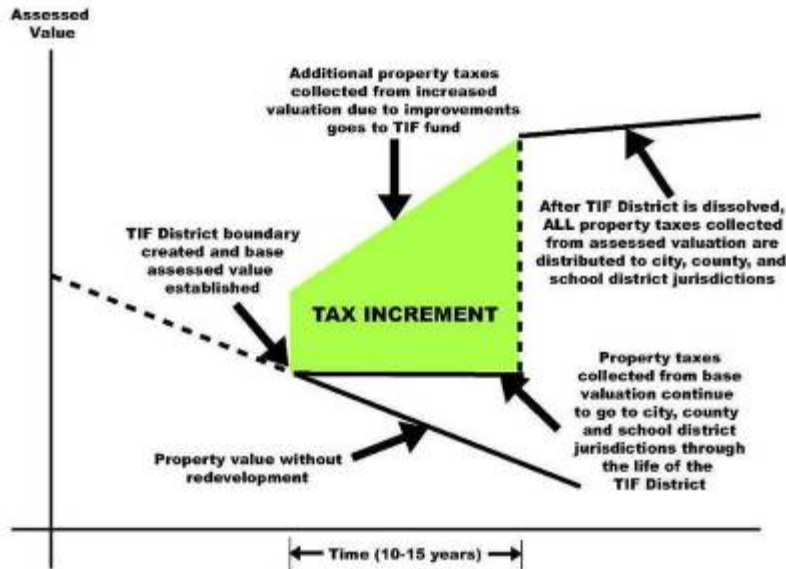 Assessed
Value
Additional property taxes
collected from increased
valuation due to improvements
goes to TIF fund
TIF District boundary
created and base
assessed value
established
After TIF District is dissolved,
ALL property taxes collected
from assessed valuation are
distributed to city, county, and
school district jurisdictions
TAX INCREMENT
Property taxes
collected from base
valuation continue
to go to city, county
and school district
jurisdictions through
the life of the
TIF District
Property value without
redevelopment
Time (10-15 years)